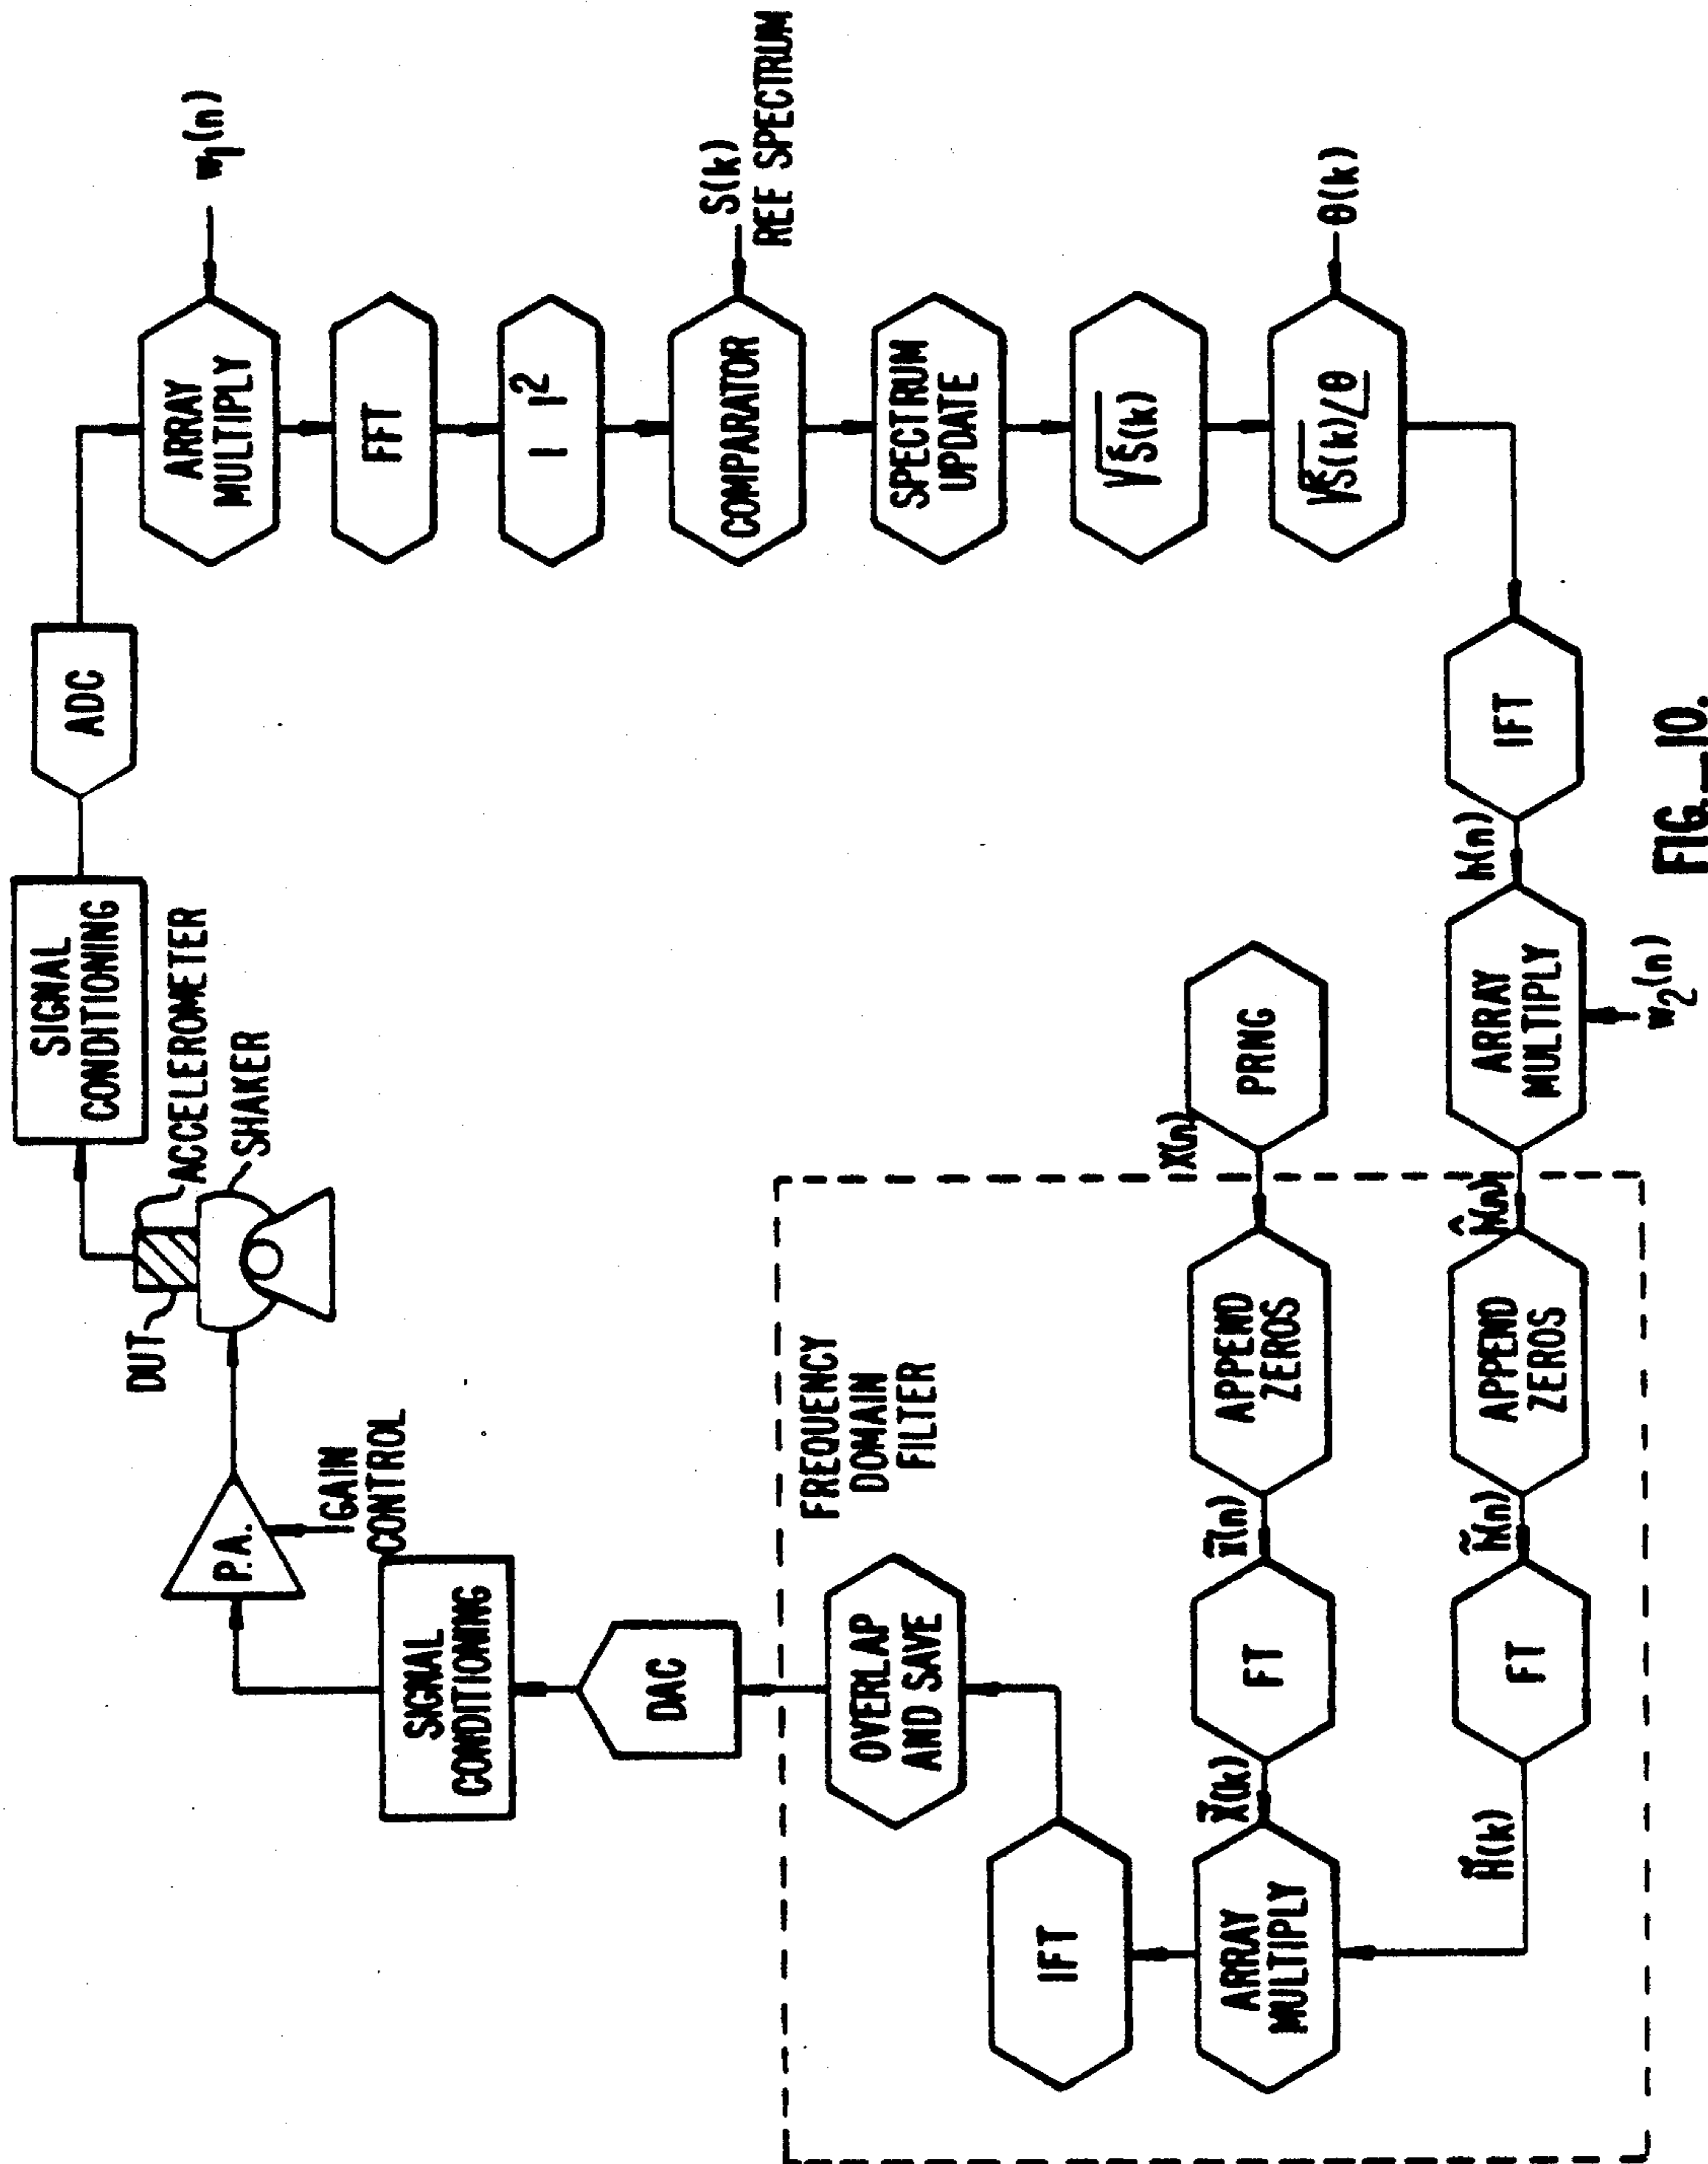 SIGNAL
CONDITIONING
ADC
ACCELEROMETER
SHAKER
DUT
P.A.
GAIN
CONTROL
SIGNAL
CONDITIONING
DAC
w₁(n)
ARRAY
MULTIPLY
FFT
| |²
S(k)
REF SPECTRUM
COMPARATOR
SPECTRUM
UPDATE
θ(k)
IFT
h(n)
ARRAY
MULTIPLY
w₂(n)
PRNG
X(n)
FREQUENCY
DOMAIN
FILTER
OVERLAP
AND SAVE
APPEND
ZEROS
FT
IFT
ARRAY
MULTIPLY
ĥ(n)
APPEND
ZEROS
h̃(n)
FT
H̃(k)
FIG.—10.